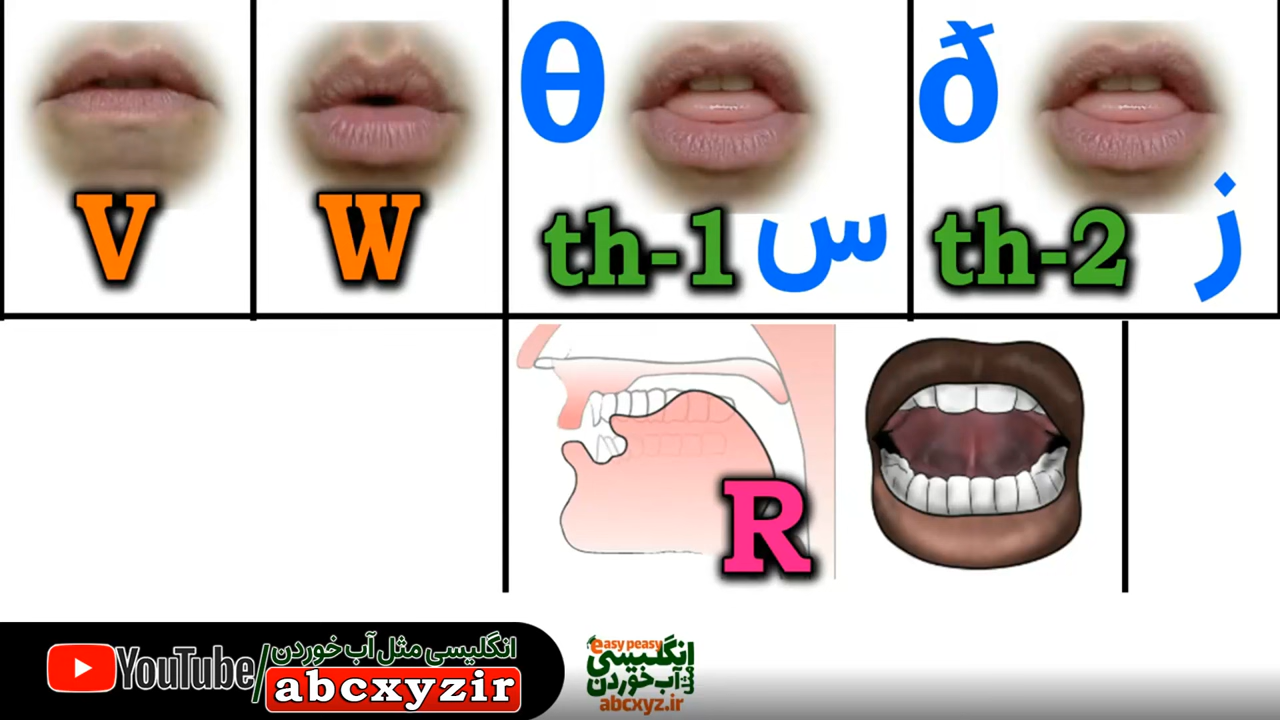 V
W
θ
th-1
س
ð
th-2
ز
R
YouTube/
انگلیسی مثل آب خوردن
abcxyzir
easy peasy
انگلیسی
مثل
آب خوردن
abcxyz.ir